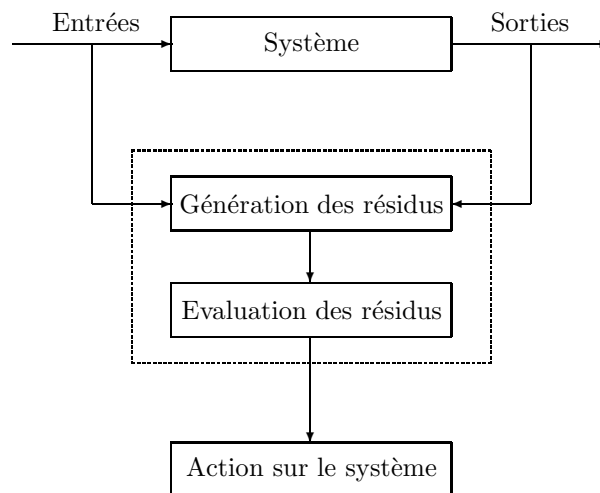 Entrées
Système
Sorties
Génération des résidus
Evaluation des résidus
Action sur le système